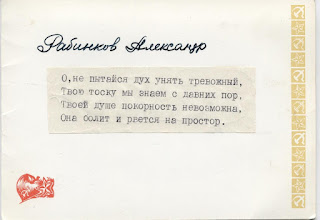 Рабинков Александр
О,не пытайся дух унять тревожный,
Твою тоску мы знаем с давних пор,
Твоей душе покорность невозможна,
Она болит и рвется на простор.